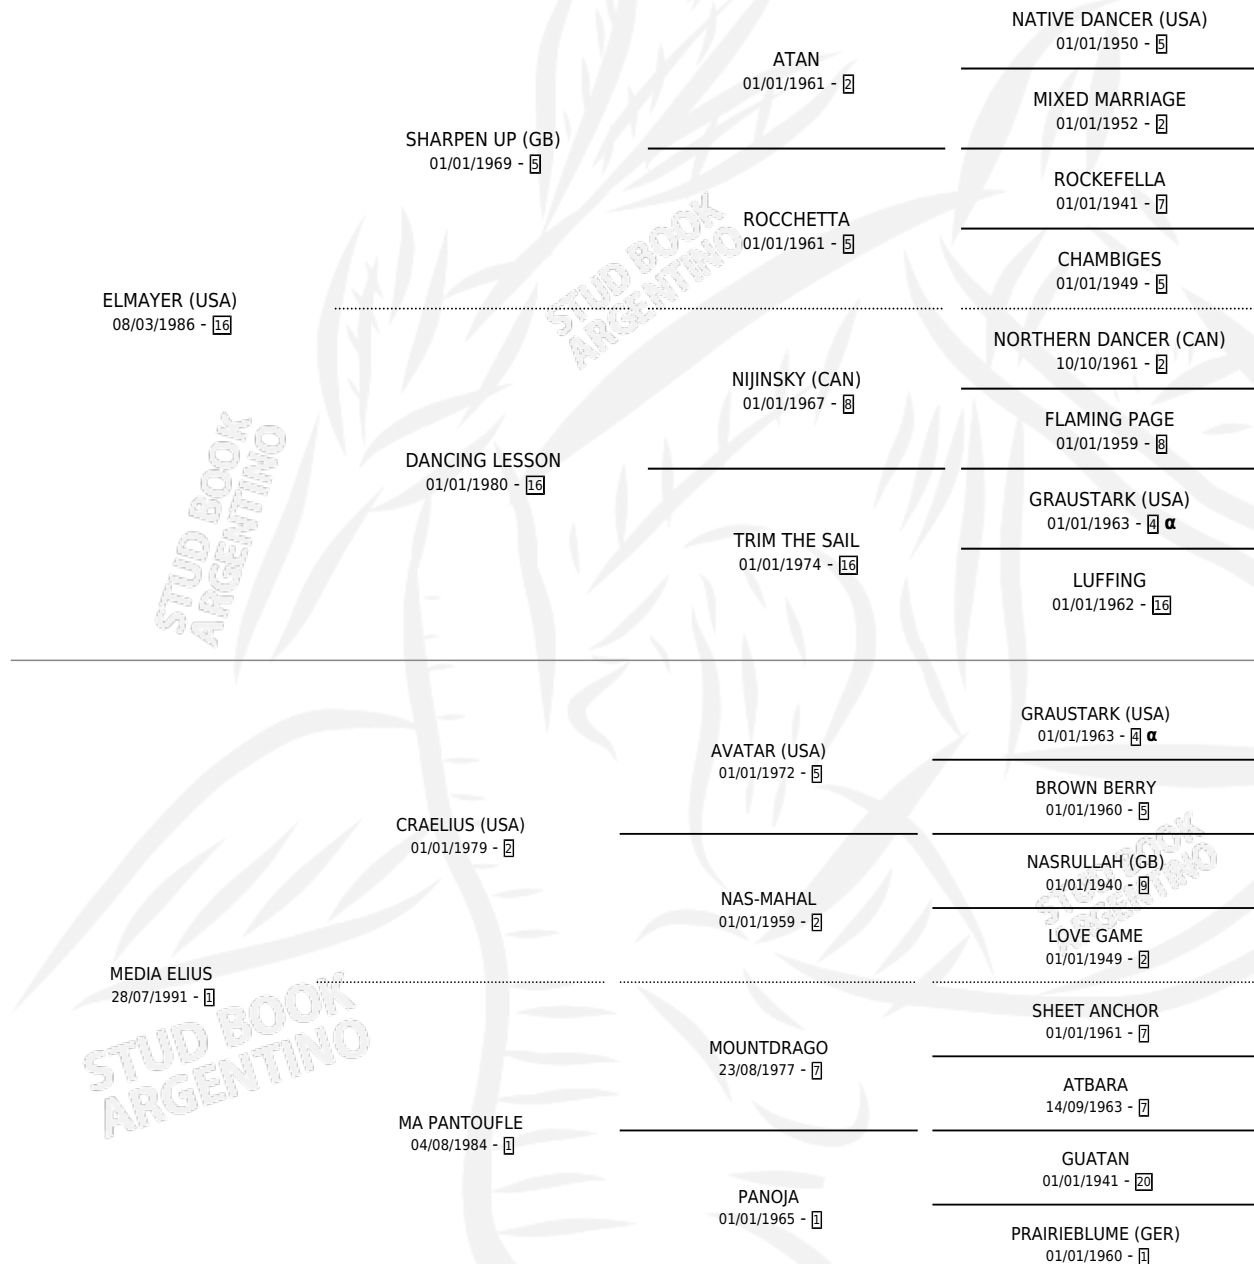 NATIVE DANCER (USA)
01/01/1950 - 5
ATAN
01/01/1961 - 2
MIXED MARRIAGE
01/01/1952 - 2
SHARPEN UP (GB)
01/01/1969 - 5
ROCKEFELLA
01/01/1941 - 7
ROCCHETTA
01/01/1961 - 5
CHAMBIGES
01/01/1949 - 5
ELMAYER (USA)
08/03/1986 - 16
NORTHERN DANCER (CAN)
10/10/1961 - 2
NIJINSKY (CAN)
01/01/1967 - 8
FLAMING PAGE
01/01/1959 - 8
DANCING LESSON
01/01/1980 - 16
GRAUSTARK (USA)
01/01/1963 - 4 α
TRIM THE SAIL
01/01/1974 - 16
LUFFING
01/01/1962 - 16
GRAUSTARK (USA)
01/01/1963 - 4 α
AVATAR (USA)
01/01/1972 - 5
BROWN BERRY
01/01/1960 - 5
CRAELIUS (USA)
01/01/1979 - 2
NASRULLAH (GB)
01/01/1940 - 9
NAS-MAHAL
01/01/1959 - 2
LOVE GAME
01/01/1949 - 2
MEDIA ELIUS
28/07/1991 - 1
SHEET ANCHOR
01/01/1961 - 7
MOUNTDRAGO
23/08/1977 - 7
ATBARA
14/09/1963 - 7
MA PANTOUFLE
04/08/1984 - 1
GUATAN
01/01/1941 - 20
PANOJA
01/01/1965 - 1
PRAIRIEBLUME (GER)
01/01/1960 - 1
STUD BOOK
ARGENTINO
STUD BOOK
ARGENTINO
STUD BOOK
ARGENTINO
STUD BOOK
ARGENTINO